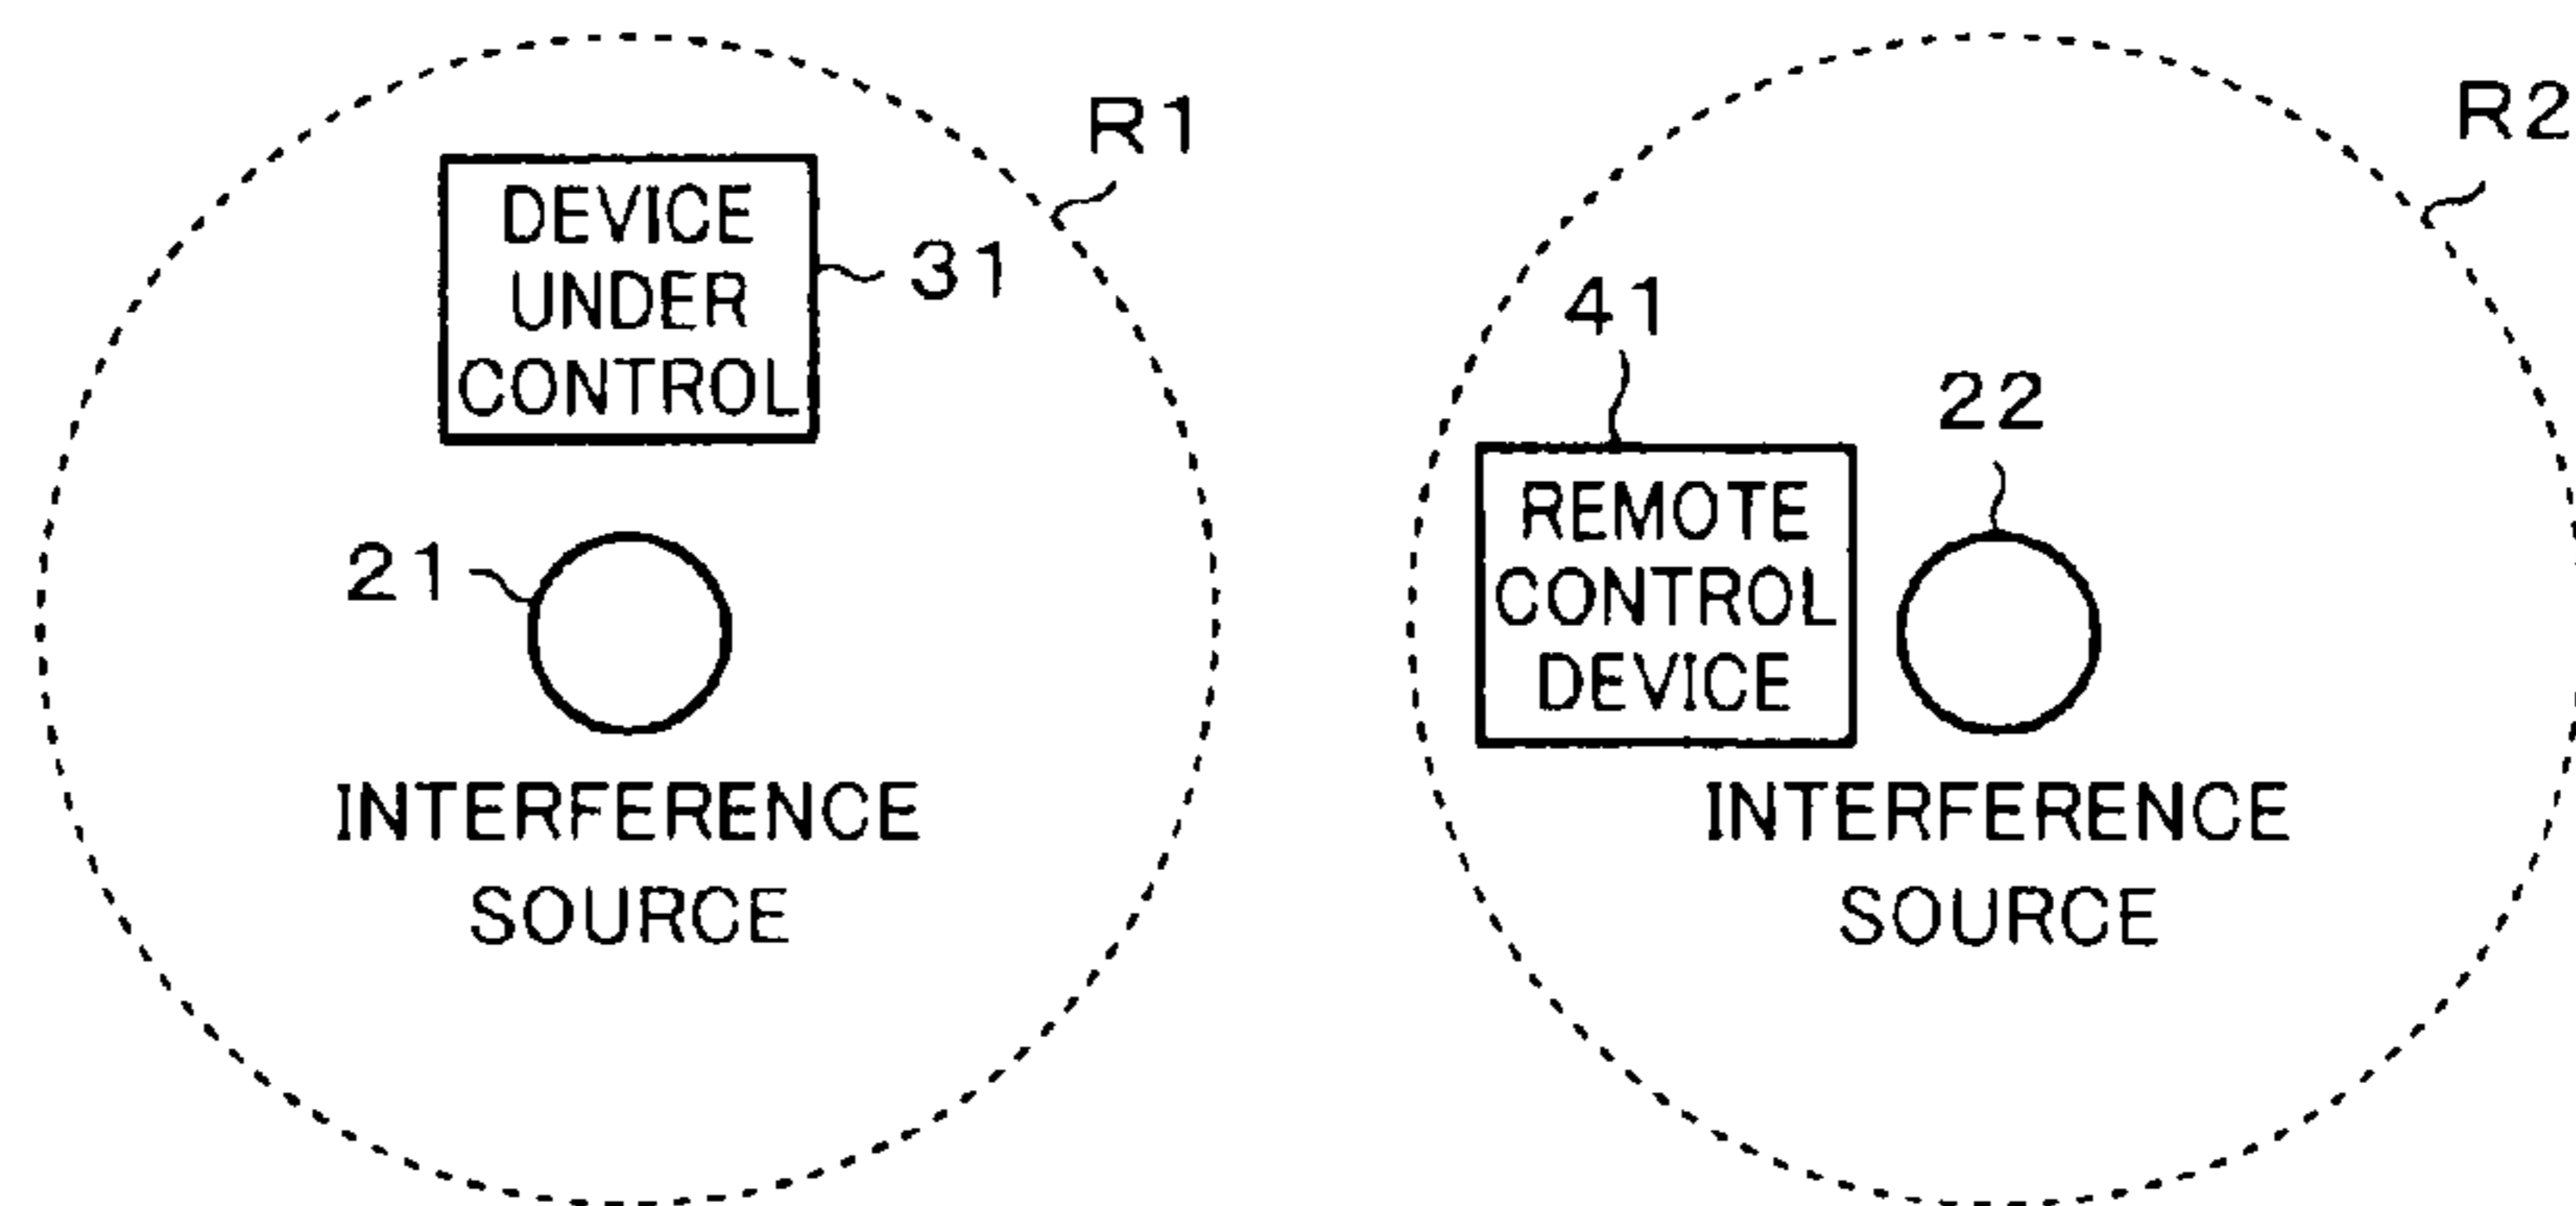 R1
DEVICE
UNDER
CONTROL
31
21
INTERFERENCE
SOURCE
R2
41
REMOTE
CONTROL
DEVICE
22
INTERFERENCE
SOURCE